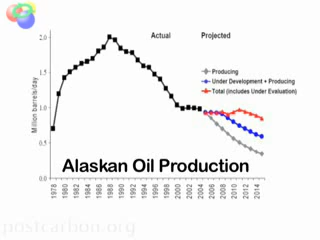 Actual Projected
Producing
Under Development + Producing
Total (includes Under Evaluation)
Million barrels/day
2.0
1.5
1.0
0.5
0.0
Alaskan Oil Production
1978 1980 1982 1984 1986 1988 1990 1992 1994 1996 1998 2000 2002 2004 2006 2008 2010 2012 2014
postcarbon.org